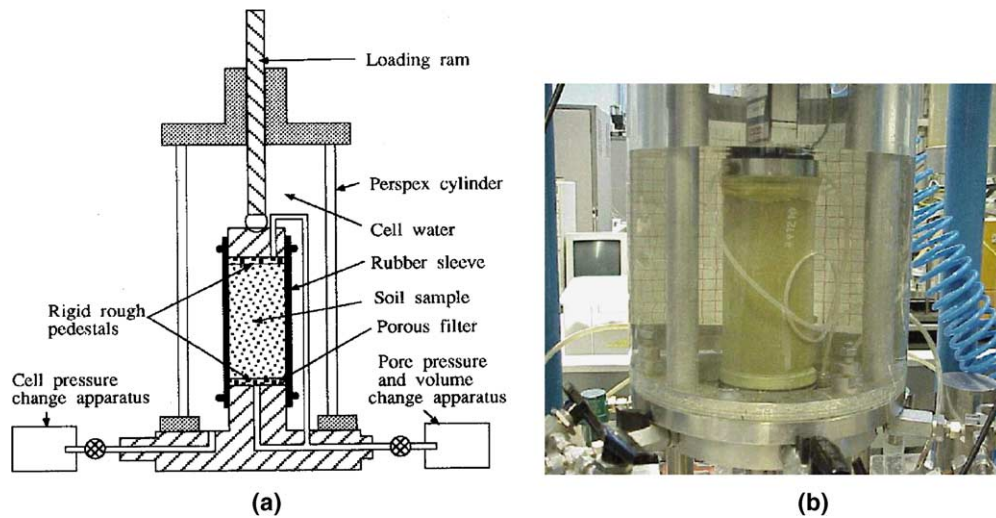 Loading ram
Perspex cylinder
Cell water
Rubber sleeve
Soil sample
Rigid rough
pedestals
Porous filter
Pore pressure
and volume
change apparatus
Cell pressure
change apparatus
(a)
(b)